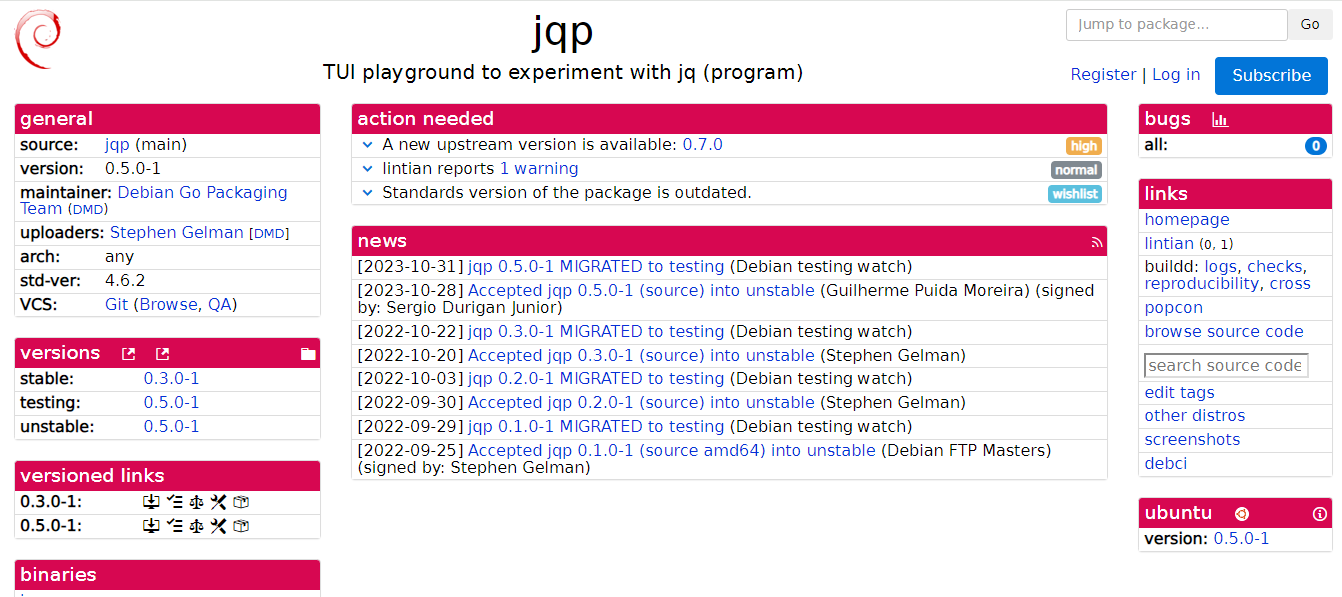 jqp
TUI playground to experiment with jq (program)
Jump to package...
Go
Register | Log in
Subscribe
general
source: jqp (main)
version: 0.5.0-1
maintainer: Debian Go Packaging
Team (DMD)
uploaders: Stephen Gelman [DMD]
arch: any
std-ver: 4.6.2
VCS: Git (Browse, QA)
versions
stable: 0.3.0-1
testing: 0.5.0-1
unstable: 0.5.0-1
versioned links
0.3.0-1:
0.5.0-1:
binaries
action needed
A new upstream version is available: 0.7.0 high
lintian reports 1 warning normal
Standards version of the package is outdated. wishlist
news
[2023-10-31] jqp 0.5.0-1 MIGRATED to testing (Debian testing watch)
[2023-10-28] Accepted jqp 0.5.0-1 (source) into unstable (Guilherme Puida Moreira) (signed
by: Sergio Durigan Junior)
[2022-10-22] jqp 0.3.0-1 MIGRATED to testing (Debian testing watch)
[2022-10-20] Accepted jqp 0.3.0-1 (source) into unstable (Stephen Gelman)
[2022-10-03] jqp 0.2.0-1 MIGRATED to testing (Debian testing watch)
[2022-09-30] Accepted jqp 0.2.0-1 (source) into unstable (Stephen Gelman)
[2022-09-29] jqp 0.1.0-1 MIGRATED to testing (Debian testing watch)
[2022-09-25] Accepted jqp 0.1.0-1 (source amd64) into unstable (Debian FTP Masters)
(signed by: Stephen Gelman)
bugs
all: 0
links
homepage
lintian (0, 1)
buildd: logs, checks,
reproducibility, cross
popcon
browse source code
search source code
edit tags
other distros
screenshots
debci
ubuntu
version: 0.5.0-1